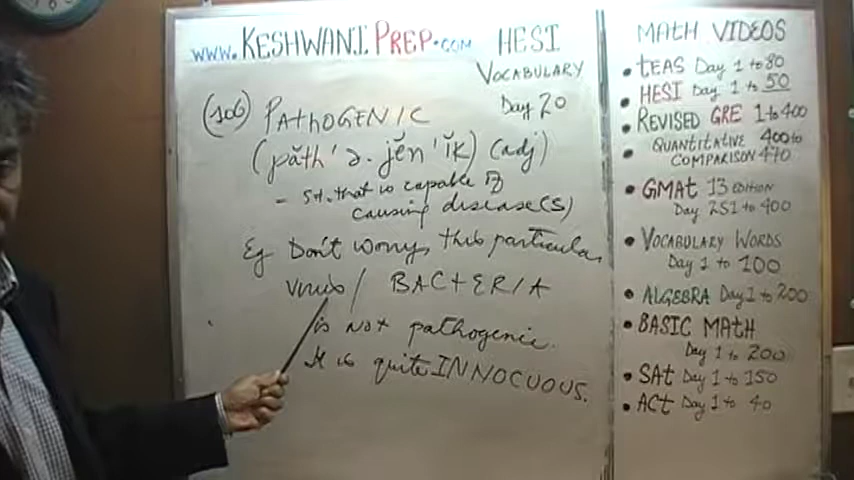 www.KESHWANIPREP.com HESI
VOCABULARY
Day 20
(106) PATHOGENIC
(păth'ə.jĕn'ĭk) (adj)
= St. that is capable of
causing disease(s)
Eg Don't worry, this particular
virus/ BACTERIA
is not pathogenic.
It is quite INNOCUOUS.
MATH VIDEOS
• TEAS Day 1 to 80
• HESI Day 1 to 50
• REVISED GRE 1 to 400
• QUANTITATIVE 400 to
COMPARISON 470
• GMAT 13 EDITION
Day 251 to 400
• VOCABULARY WORDS
Day 1 to 100
• ALGEBRA Day 1 to 200
• BASIC MATH
Day 1 to 200
• SAT Day 1 to 150
• ACT Day 1 to 40